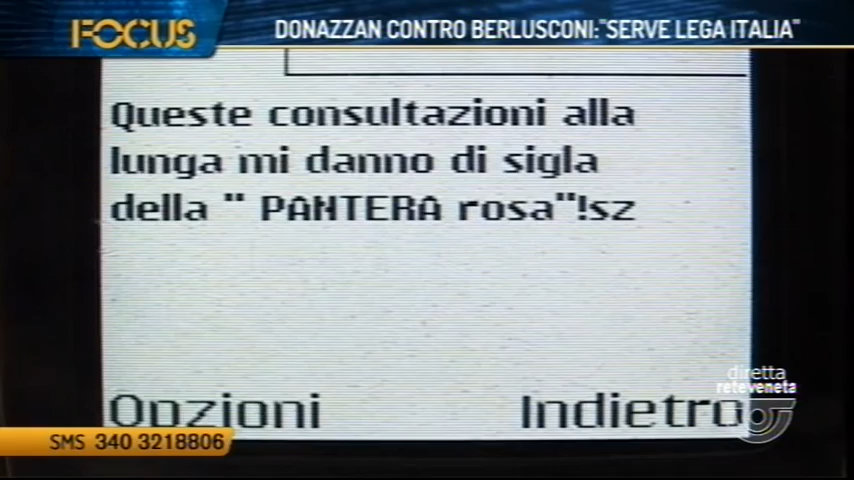 FOCUS
DONAZZAN CONTRO BERLUSCONI:"SERVE LEGA ITALIA"
Queste consultazioni alla
lunga mi danno di sigla
della " PANTERA rosa"!sz
Opzioni
Indietro
diretta
reteveneta
SMS 340 3218806